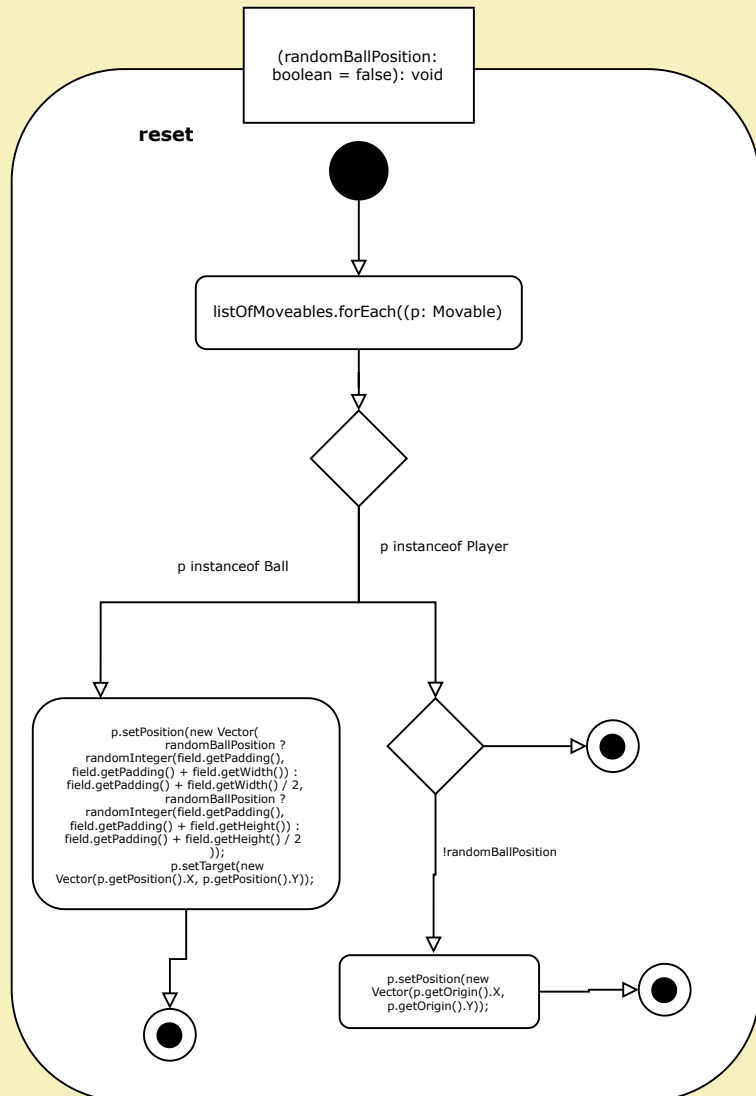 (randomBallPosition:
boolean = false): void
reset
listOfMoveables.forEach((p: Movable)
p instanceof Player
p instanceof Ball
p.setPosition(new Vector(
randomBallPosition ?
randomInteger(field.getPadding(),
field.getPadding() + field.getWidth()) :
field.getPadding() + field.getWidth() / 2,
randomBallPosition ?
randomInteger(field.getPadding(),
field.getPadding() + field.getHeight()) :
field.getPadding() + field.getHeight() / 2
));
p.setTarget(new
Vector(p.getPosition().X, p.getPosition().Y));
!randomBallPosition
p.setPosition(new
Vector(p.getOrigin().X,
p.getOrigin().Y));